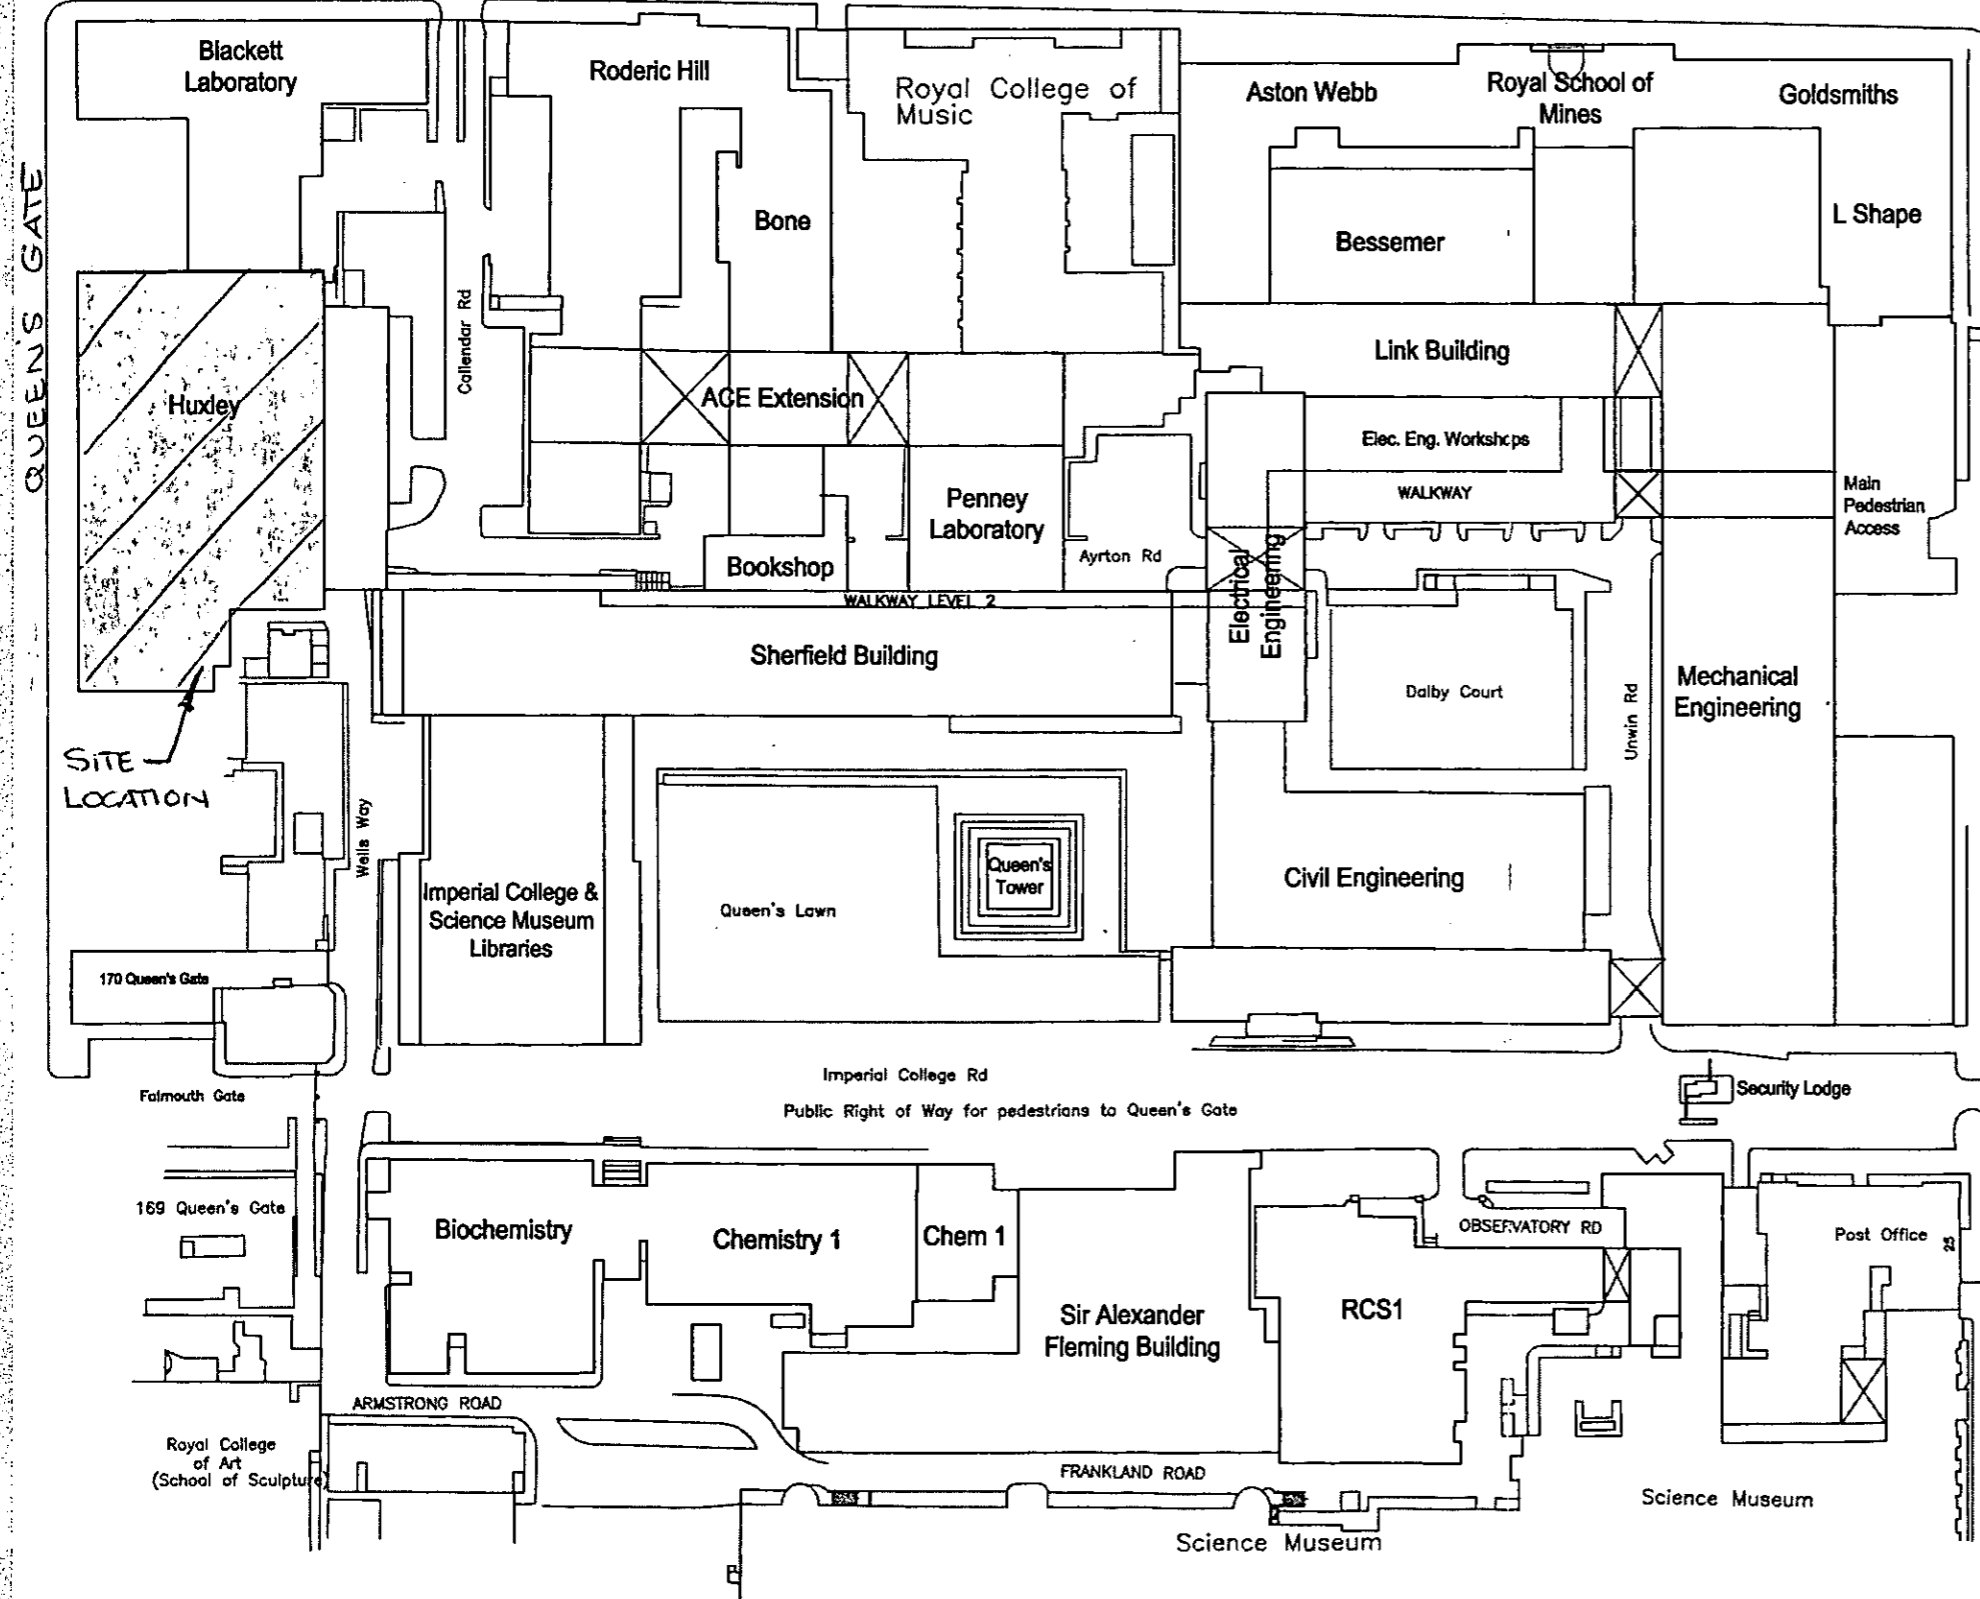 Blackett
Laboratory
Roderic Hill
Royal College of
Music
Aston Webb
Royal School of
Mines
Goldsmiths
QUEEN'S GATE
Bone
Bessemer
L Shape
Callendar Rd
Huxley
ACE Extension
Link Building
Elec. Eng. Workshops
WALKWAY
Main
Pedestrian
Access
Penney
Laboratory
Bookshop
Ayrton Rd
Electrical
Engineering
WALKWAY LEVEL 2
Sherfield Building
Dalby Court
Unwin Rd
Mechanical
Engineering
SITE
LOCATION
Wells Way
Imperial College &
Science Museum
Libraries
Queen's Lawn
Queen's
Tower
Civil Engineering
170 Queen's Gate
Falmouth Gate
Imperial College Rd
Public Right of Way for pedestrians to Queen's Gate
Security Lodge
169 Queen's Gate
Biochemistry
Chemistry 1
Chem 1
Sir Alexander
Fleming Building
RCS1
OBSERVATORY RD
Post Office
25
ARMSTRONG ROAD
Royal College
of Art
(School of Sculpture)
FRANKLAND ROAD
Science Museum
Science Museum